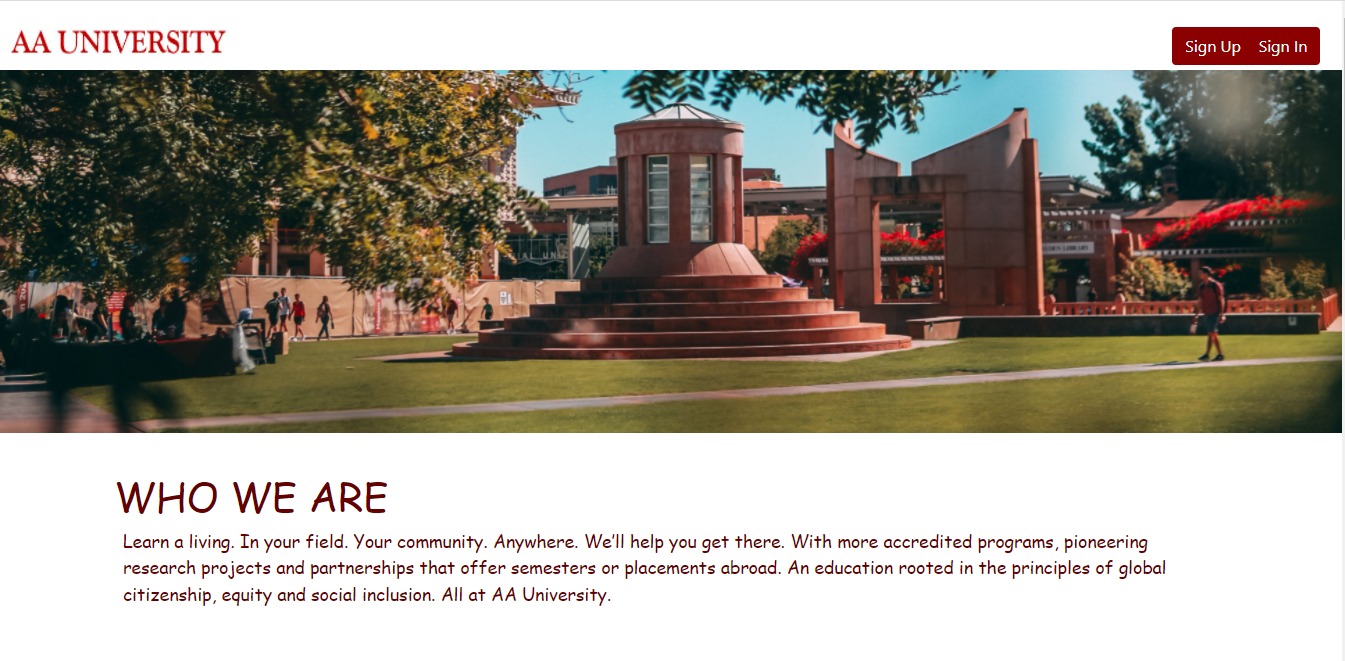 AA UNIVERSITY
Sign Up Sign In
WHO WE ARE
Learn a living. In your field. Your community. Anywhere. We’ll help you get there. With more accredited programs, pioneering
research projects and partnerships that offer semesters or placements abroad. An education rooted in the principles of global
citizenship, equity and social inclusion. All at AA University.